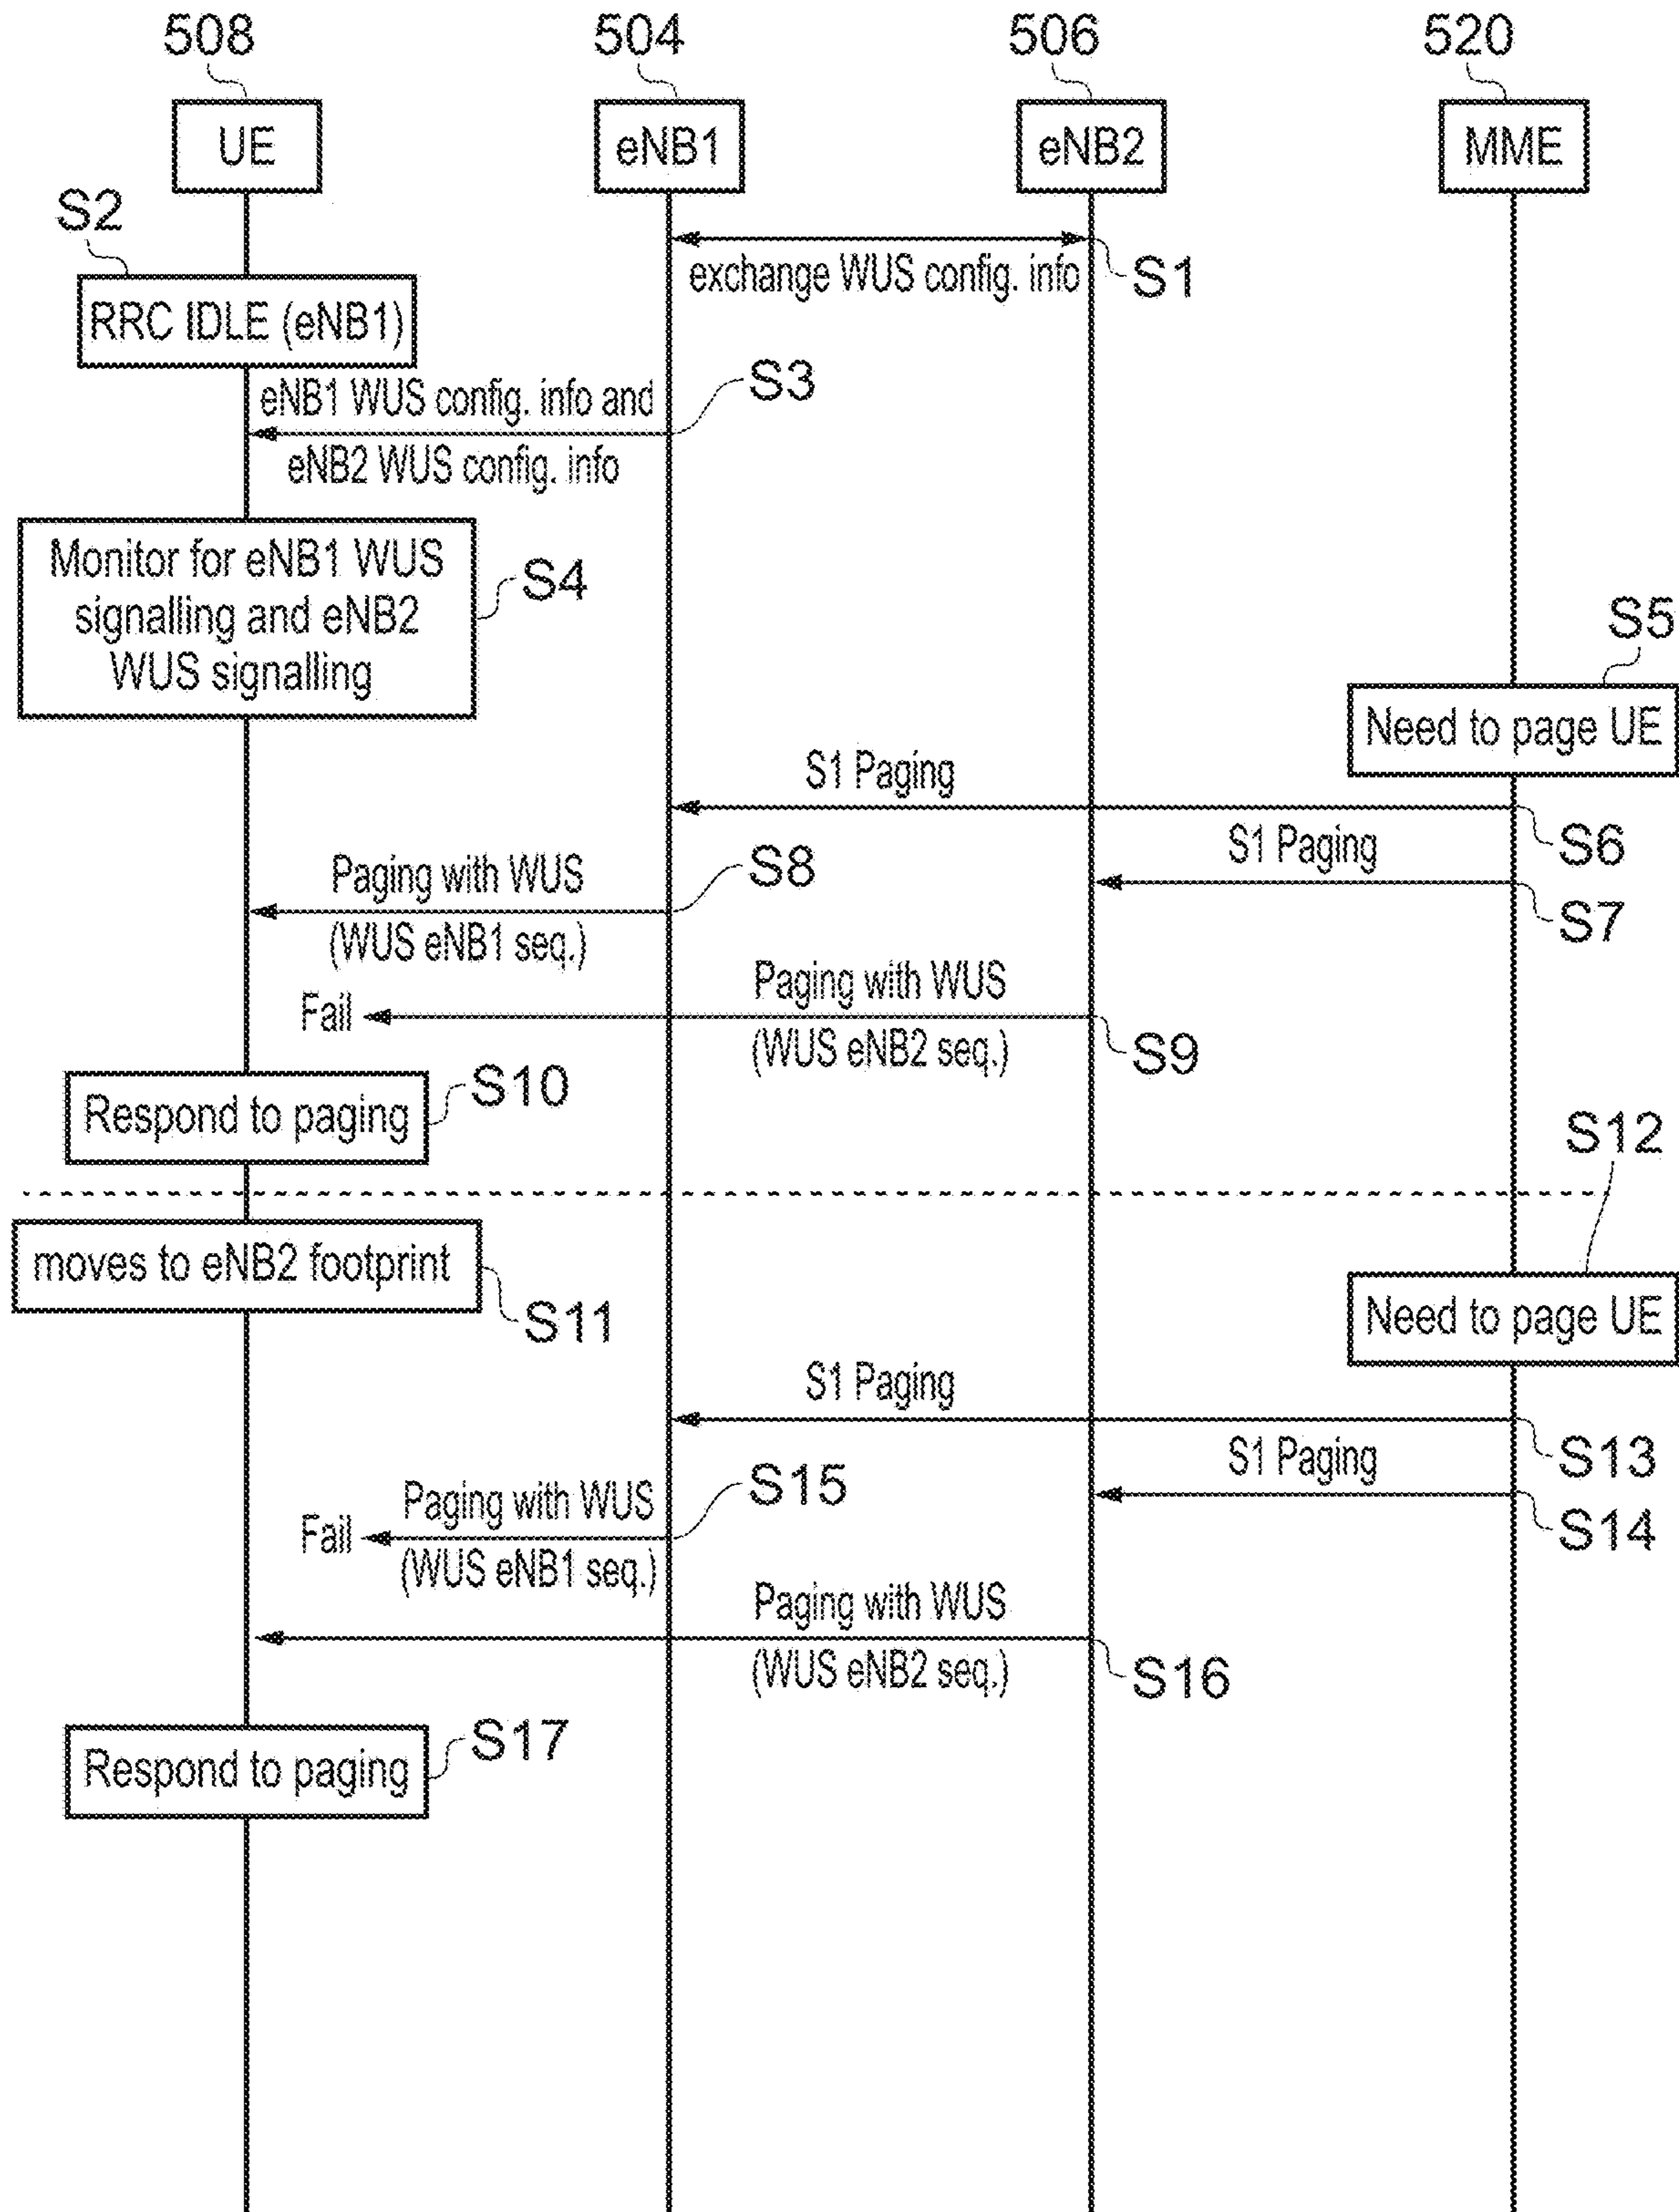 508
504
506
520
UE
eNB1
eNB2
MME
S2
exchange WUS config. info
S1
RRC IDLE (eNB1)
eNB1 WUS config. info and
S3
eNB2 WUS config. info
Monitor for eNB1 WUS
signalling and eNB2
WUS signalling
S4
S5
Need to page UE
S1 Paging
S6
S1 Paging
S7
Paging with WUS
S8
(WUS eNB1 seq.)
Paging with WUS
Fail
(WUS eNB2 seq.)
S9
Respond to paging
S10
S12
moves to eNB2 footprint
S11
Need to page UE
S1 Paging
S13
S1 Paging
S14
Paging with WUS
S15
Fail
(WUS eNB1 seq.)
Paging with WUS
(WUS eNB2 seq.)
S16
Respond to paging
S17